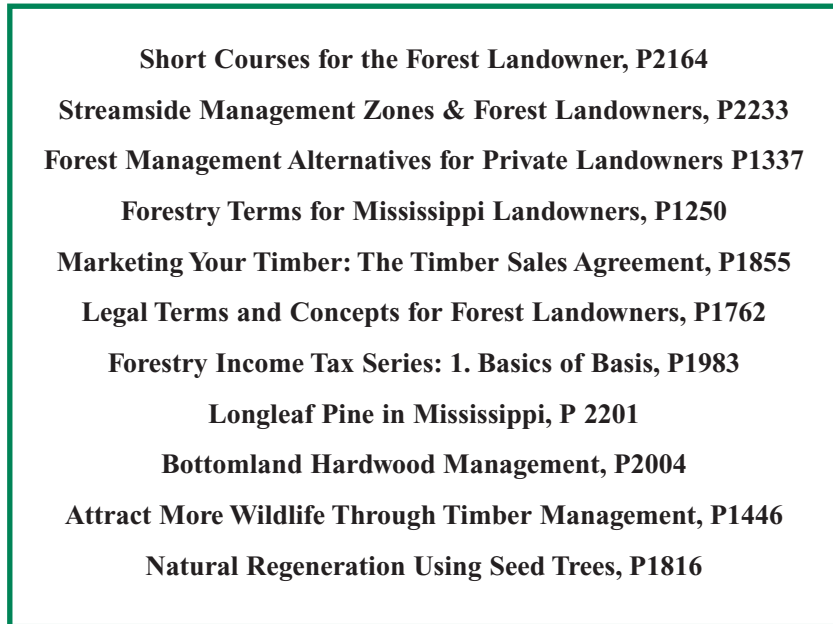 Short Courses for the Forest Landowner, P2164
Streamside Management Zones & Forest Landowners, P2233
Forest Management Alternatives for Private Landowners P1337
Forestry Terms for Mississippi Landowners, P1250
Marketing Your Timber: The Timber Sales Agreement, P1855
Legal Terms and Concepts for Forest Landowners, P1762
Forestry Income Tax Series: 1. Basics of Basis, P1983
Longleaf Pine in Mississippi, P 2201
Bottomland Hardwood Management, P2004
Attract More Wildlife Through Timber Management, P1446
Natural Regeneration Using Seed Trees, P1816